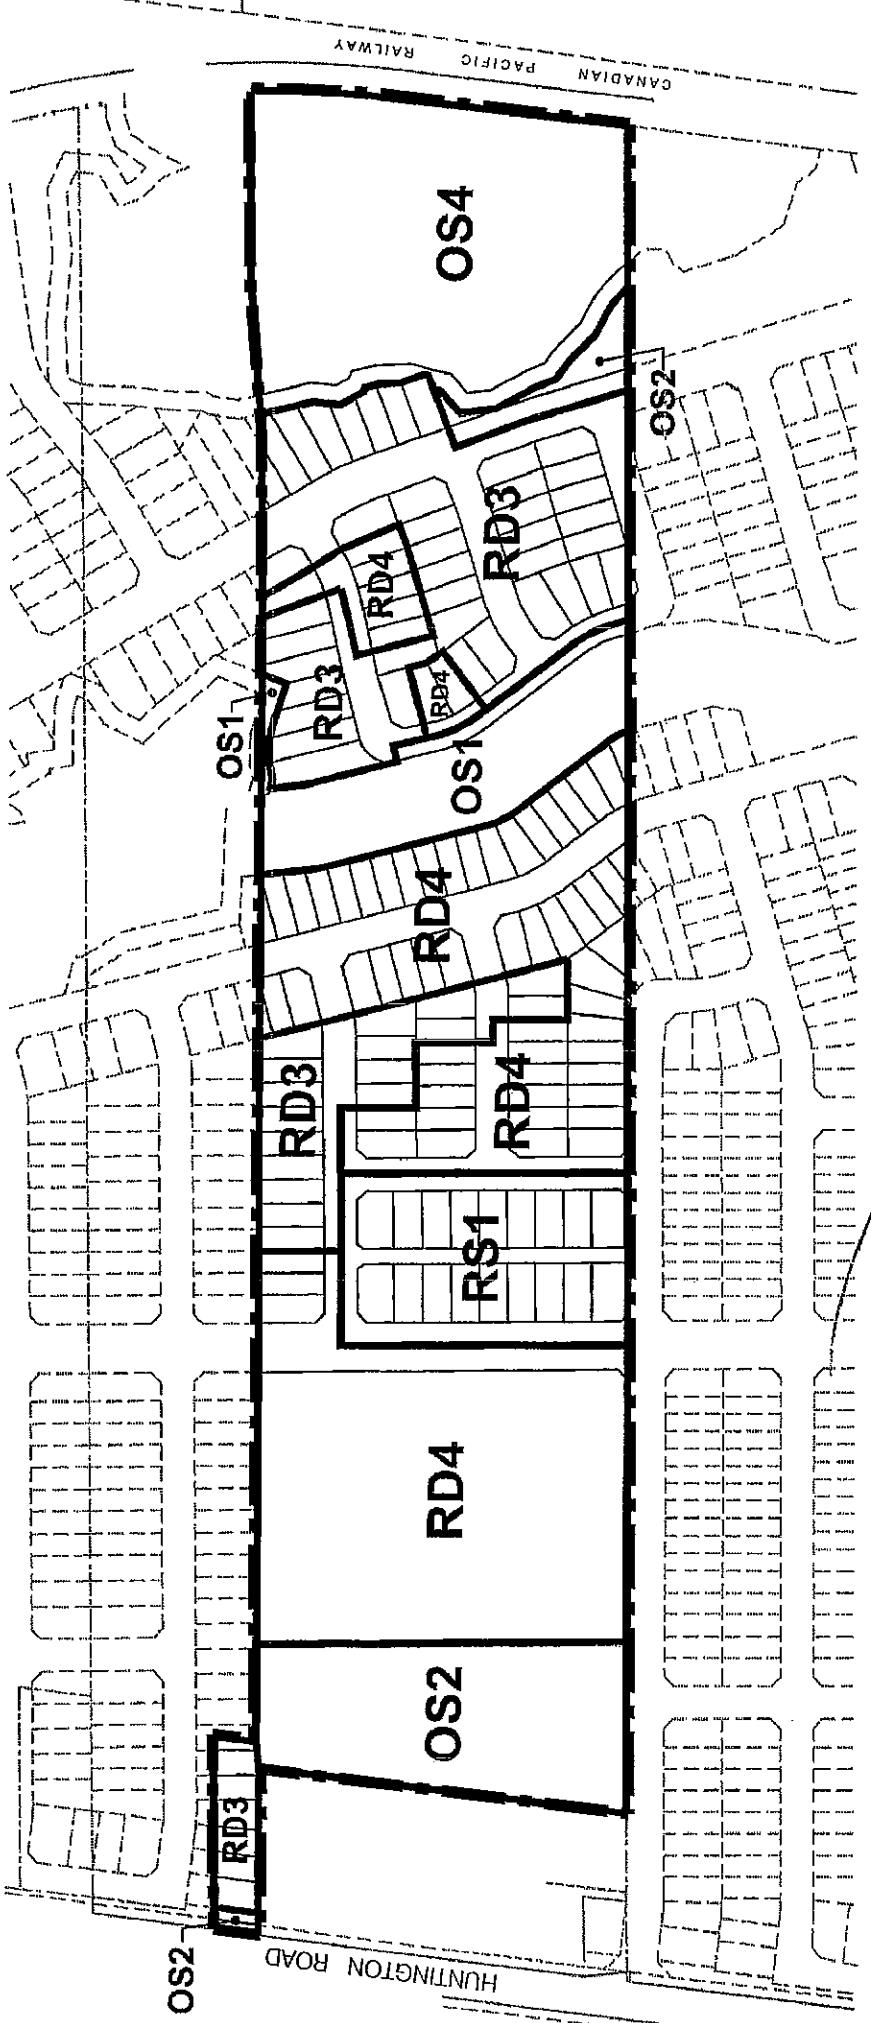 CANADIAN PACIFIC RAILWAY
OS4
OS2
RD3
RD4
RD4
RD3
OS1
OS1
RD4
RD3
RD4
RS1
RD4
OS2
RD3
OS2
HUNTINGTON ROAD